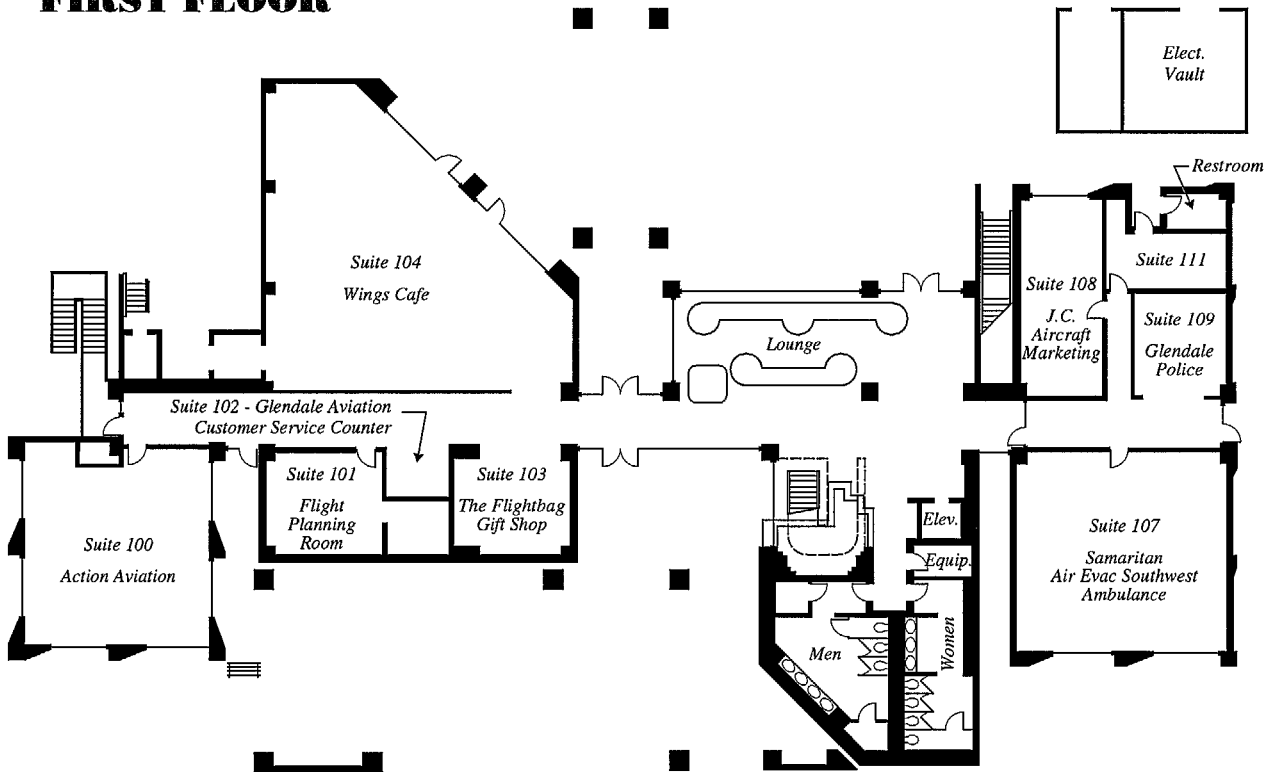 FIRST FLOOR
Elect.
Vault
Restroom
Suite 104
Wings Cafe
Suite 111
Suite 108
J.C.
Aircraft
Marketing
Suite 109
Glendale
Police
Lounge
Suite 102 - Glendale Aviation
Customer Service Counter
Suite 101
Flight
Planning
Room
Suite 103
The Flightbag
Gift Shop
Elev.
Equip.
Suite 107
Samaritan
Air Evac Southwest
Ambulance
Suite 100
Action Aviation
Men
Women